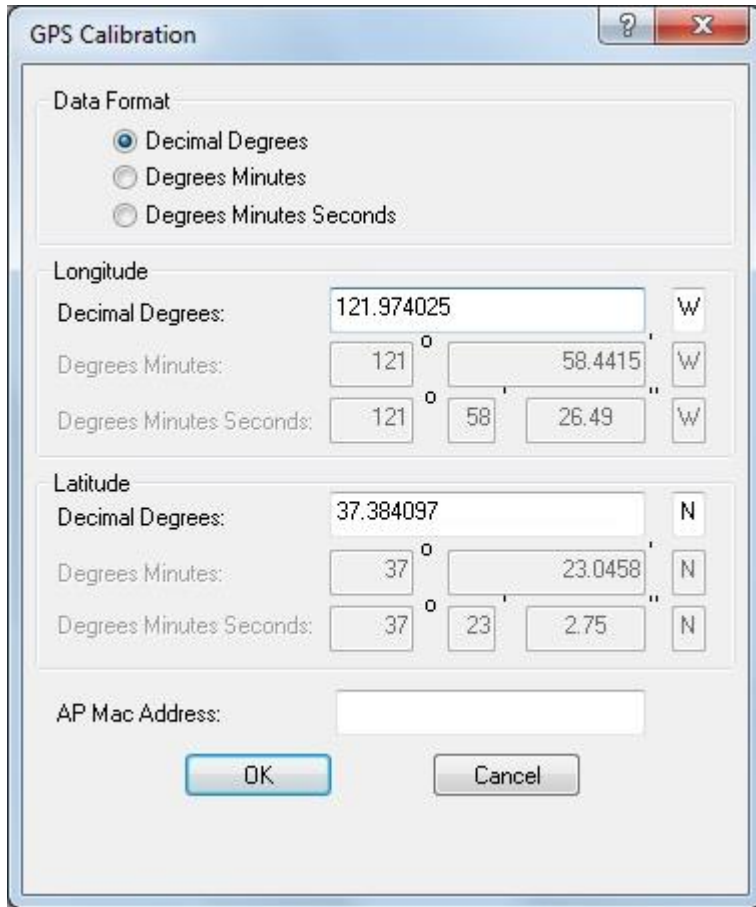 GPS Calibration
Data Format
Decimal Degrees
Degrees Minutes
Degrees Minutes Seconds
Longitude
Decimal Degrees: 121.974025 W
Degrees Minutes: 121 o 58.4415 ' W
Degrees Minutes Seconds: 121 o 58 ' 26.49 " W
Latitude
Decimal Degrees: 37.384097 N
Degrees Minutes: 37 o 23.0458 ' N
Degrees Minutes Seconds: 37 o 23 ' 2.75 " N
AP Mac Address:
OK Cancel